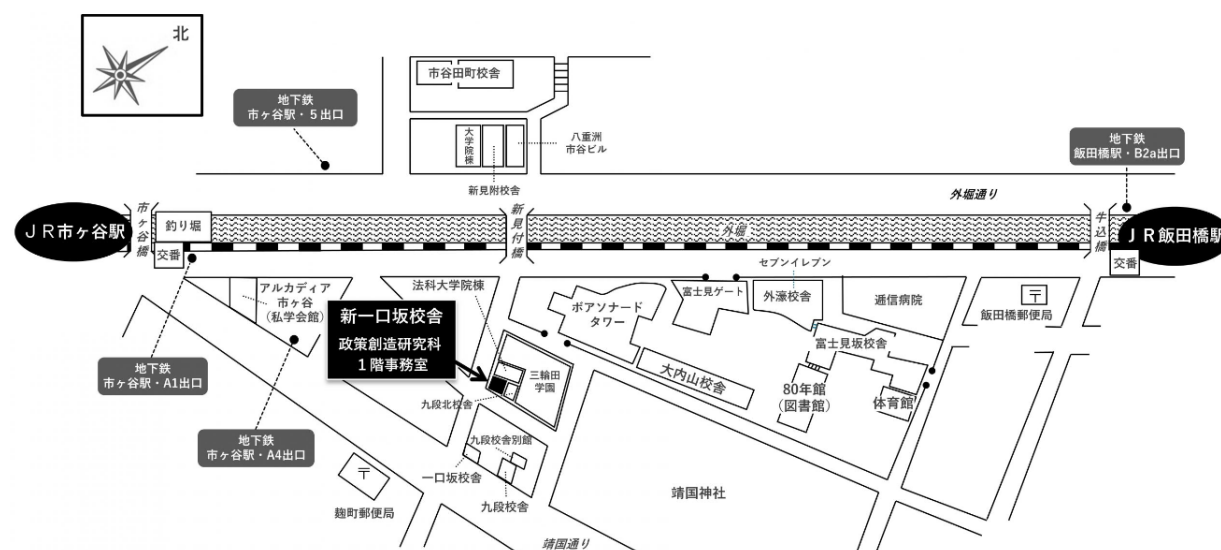 北
市谷田町校舎
地下鉄
市ヶ谷駅・５出口
大学院棟
八重洲
市谷ビル
新見附校舎
地下鉄
飯田橋駅・B2a出口
外堀通り
ＪＲ市ヶ谷駅
市ヶ谷橋
釣り堀
交番
新見付橋
外堀
牛込橋
ＪＲ飯田橋駅
交番
セブンイレブン
アルカディア
市ヶ谷
（私学会館）
法科大学院棟
ボアソナード
タワー
富士見ゲート
外濠校舎
逓信病院
〒
飯田橋郵便局
新一口坂校舎
政策創造研究科
１階事務室
富士見坂校舎
三輪田
学園
大内山校舎
80年館
（図書館）
体育館
地下鉄
市ヶ谷駅・A1出口
九段北校舎
地下鉄
市ヶ谷駅・A4出口
九段校舎別館
一口坂校舎
九段校舎
〒
麹町郵便局
靖国神社
靖国通り